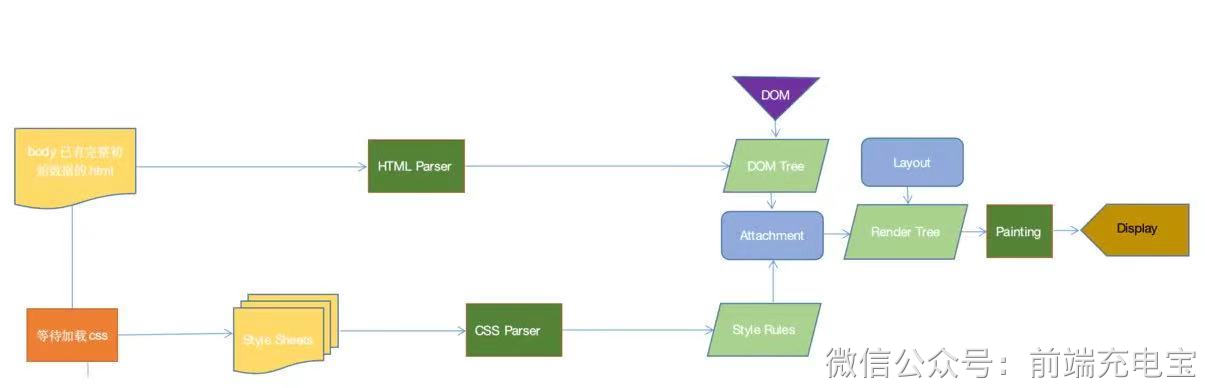 DOM
body 已有完整初
始数据的.html
HTML Parser
DOM Tree
Layout
Attachment
Render Tree
Painting
Display
等待加载css
Style Sheets
CSS Parser
Style Rules
微信公众号：前端充电宝